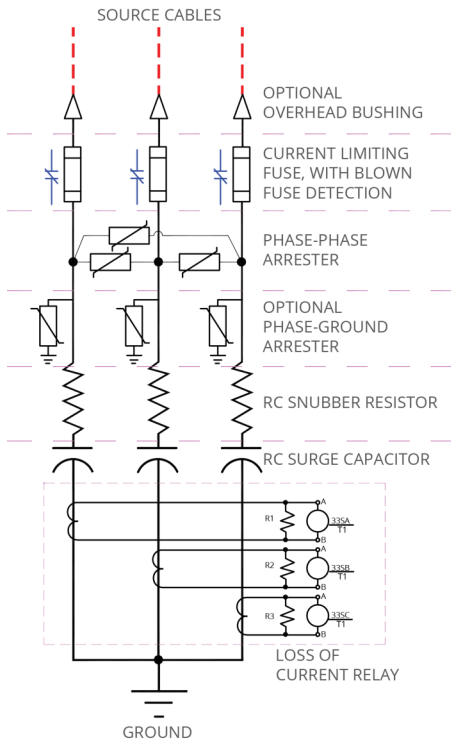 SOURCE CABLES
OPTIONAL
OVERHEAD BUSHING
CURRENT LIMITING
FUSE, WITH BLOWN
FUSE DETECTION
PHASE-PHASE
ARRESTER
OPTIONAL
PHASE-GROUND
ARRESTER
RC SNUBBER RESISTOR
RC SURGE CAPACITOR
A
R1
33SA
T1
B
A
R2
33SB
T1
B
A
R3
33SC
T1
B
LOSS OF
CURRENT RELAY
GROUND